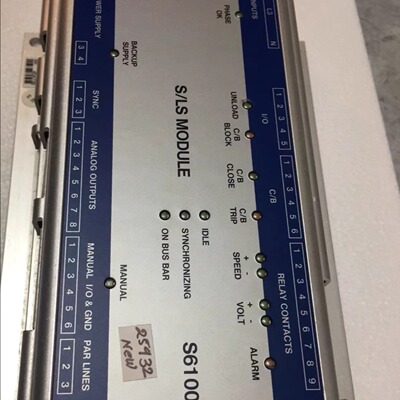 INPUTS
L3
N
PHASE
OK
I/O
1 2 3 4 5
UNLOAD
C/B
BLOCK
C/B
1 2 3 4 5 6
C/B
CLOSE
C/B
TRIP
RELAY CONTACTS
1 2 3 4 5 6 7 8 9
+
-
SPEED
+
-
VOLT
ALARM
S/LS MODULE
IDLE
SYNCHRONIZING
ON BUS BAR
S6100
BACKUP
SUPPLY
MANUAL
25932
New
POWER SUPPLY
3 4
SYNC
1 2 3
ANALOG OUTPUTS
1 2 3 4 5 6 7 8
MANUAL I/O & GND
1 2 3 4 5 6
PAR LINES
1 2 3